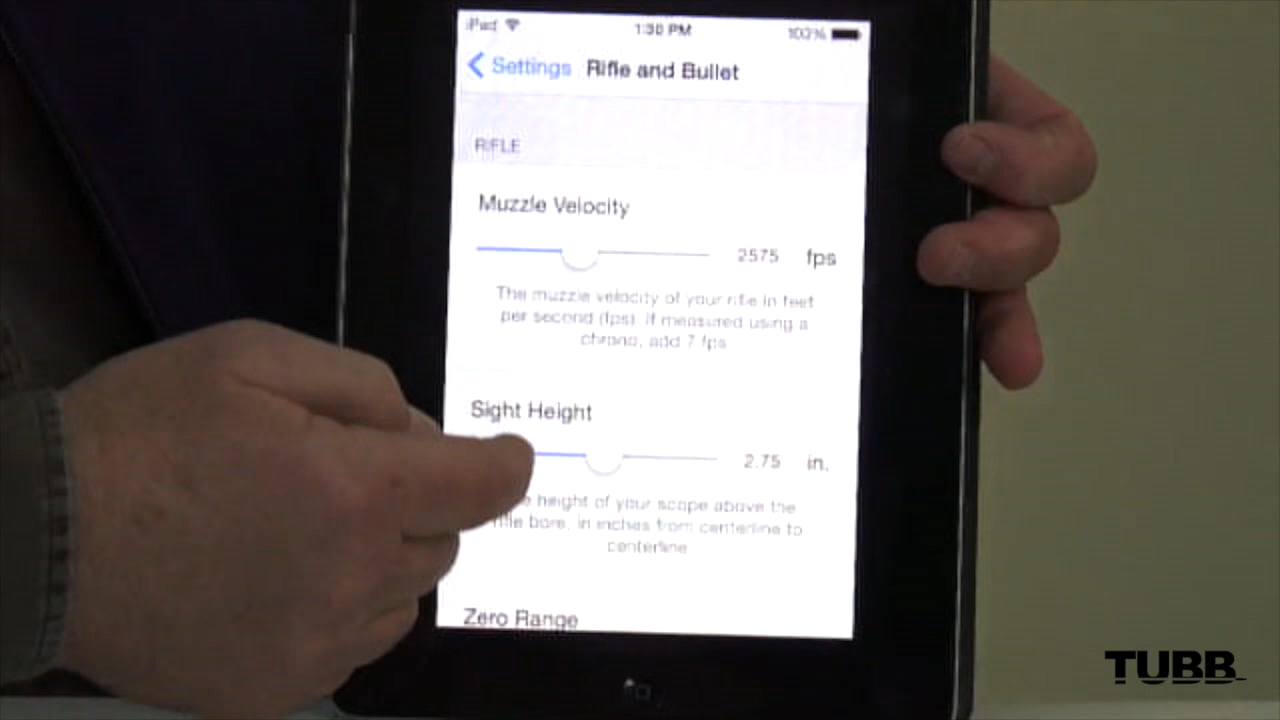 iPad 1:30 PM 100%
Settings Rifle and Bullet
RIFLE
Muzzle Velocity
2575 fps
The muzzle velocity of your rifle in feet
per second (fps). If measured using a
chrono, add 7 fps
Sight Height
2.75 in.
height of your scope above the
rifle bore, in inches from centerline to
centerline
Zero Range
TUBB